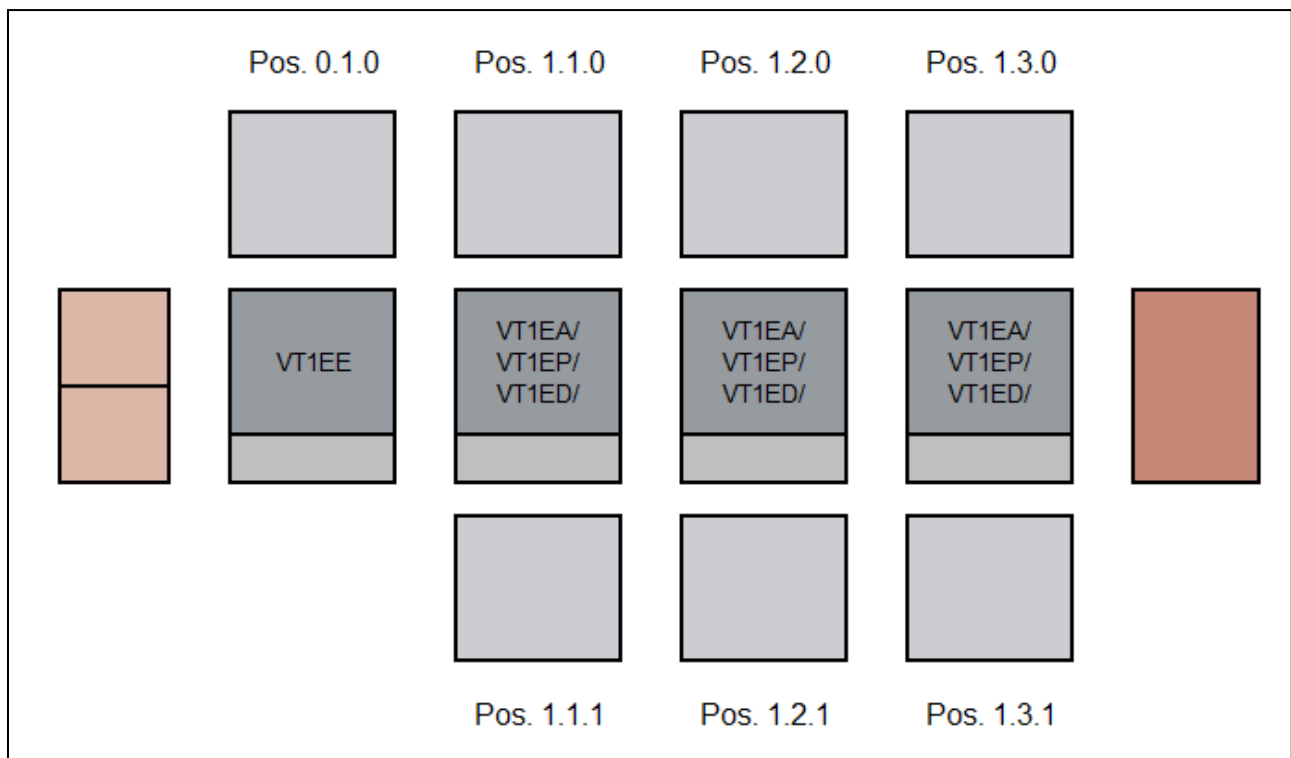 Pos. 0.1.0 Pos. 1.1.0 Pos. 1.2.0 Pos. 1.3.0
VT1EE
VT1EA/
VT1EP/
VT1ED/
VT1EA/
VT1EP/
VT1ED/
VT1EA/
VT1EP/
VT1ED/
Pos. 1.1.1 Pos. 1.2.1 Pos. 1.3.1